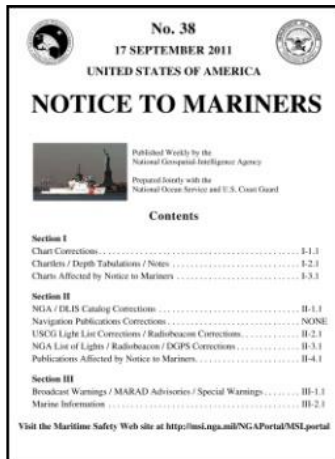 No. 38
17 SEPTEMBER 2011
UNITED STATES OF AMERICA
NOTICE TO MARINERS
Published Weekly by the
National Geospatial-Intelligence Agency
Prepared Jointly with the
National Ocean Service and U.S. Coast Guard
Contents
Section I
Chart Corrections I-1.1
Chartlets / Depth Tabulations / Notes I-2.1
Charts Affected by Notice to Mariners I-3.1
Section II
NGA / DLIS Catalog Corrections II-1.1
Navigation Publications Corrections NONE
USCG Light List Corrections / Radiobeacon Corrections II-2.1
NGA List of Lights / Radiobeacon / DGPS Corrections II-3.1
Publications Affected by Notice to Mariners II-4.1
Section III
Broadcast Warnings / MARAD Advisories / Special Warnings III-1.1
Marine Information III-2.1
Visit the Maritime Safety Web site at http://msi.nga.mil/NGAPortal/MSI.portal